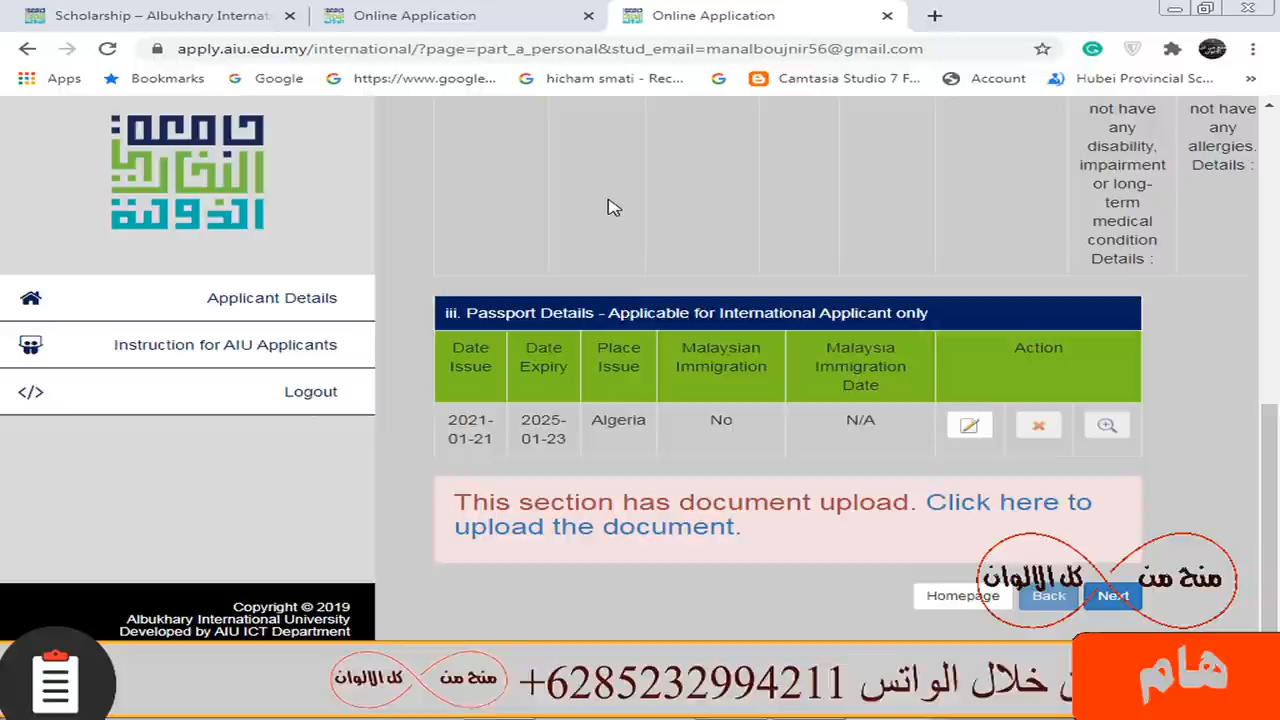 Scholarship – Albukhary Internat
Online Application
Online Application
apply.aiu.edu.my/international/?page=part_a_personal&stud_email=manalboujnir56@gmail.com
Apps
Bookmarks
Google
https://www.google...
hicham smati - Rec...
Camtasia Studio 7 F...
Account
Hubei Provincial Sc...
»
جامعة
البخاري
الدولية
Applicant Details
Instruction for AIU Applicants
Logout
not have
any
disability,
impairment
or long-
term
medical
condition
Details :
not have
any
allergies.
Details :
iii. Passport Details - Applicable for International Applicant only
Date
Issue
Date
Expiry
Place
Issue
Malaysian
Immigration
Malaysia
Immigration
Date
Action
2021-
01-21
2025-
01-23
Algeria
No
N/A
This section has document upload. Click here to
upload the document.
Homepage
Back
Next
منح من كل الالوان
Copyright © 2019
Albukhary International University
Developed by AIU ICT Department
منح من كل الالوان
خلال الواتس +6285232994211
هام